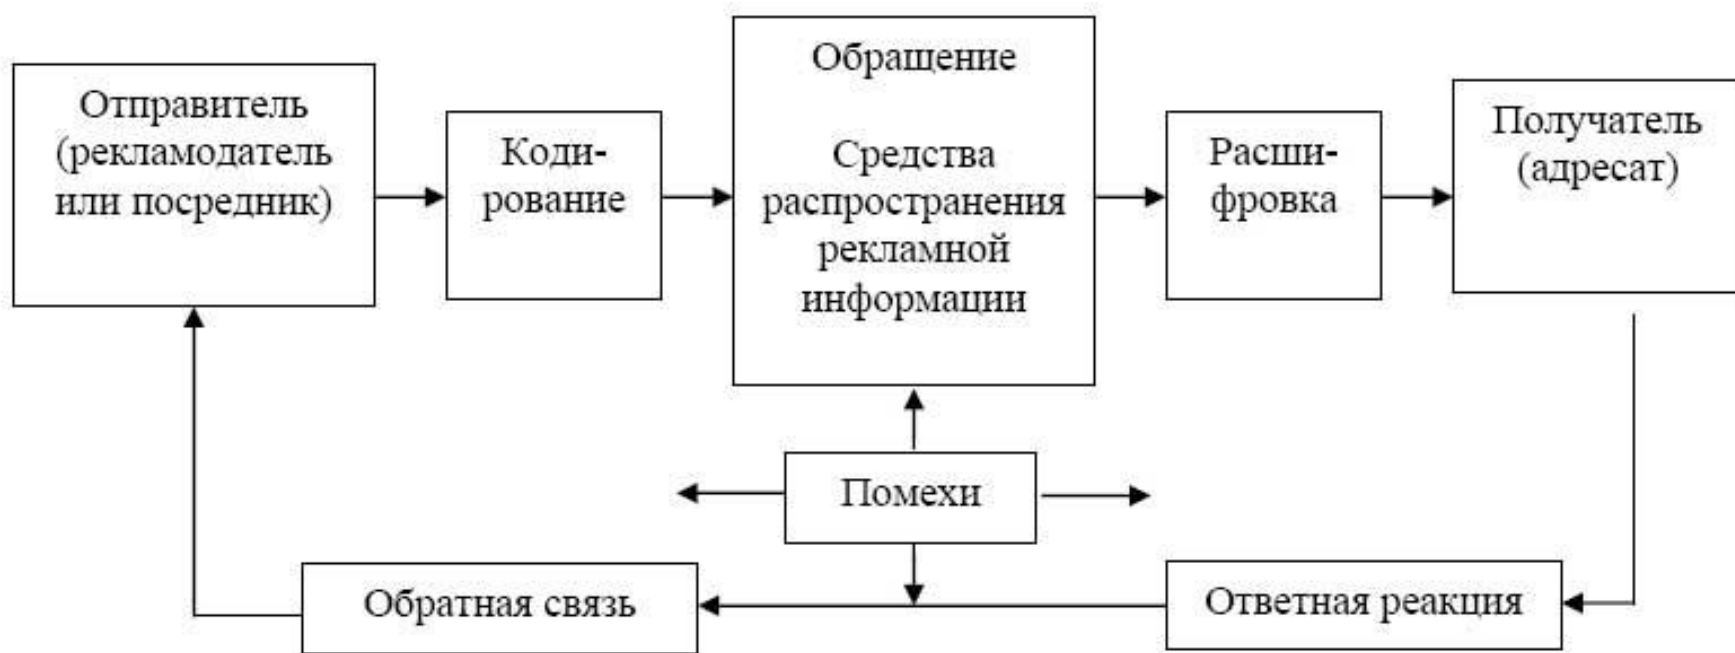 Отправитель
(рекламодатель
или посредник)
Коди-
рование
Обращение
Средства
распространения
рекламной
информации
Расши-
фровка
Получатель
(адресат)
Помехи
Обратная связь
Ответная реакция